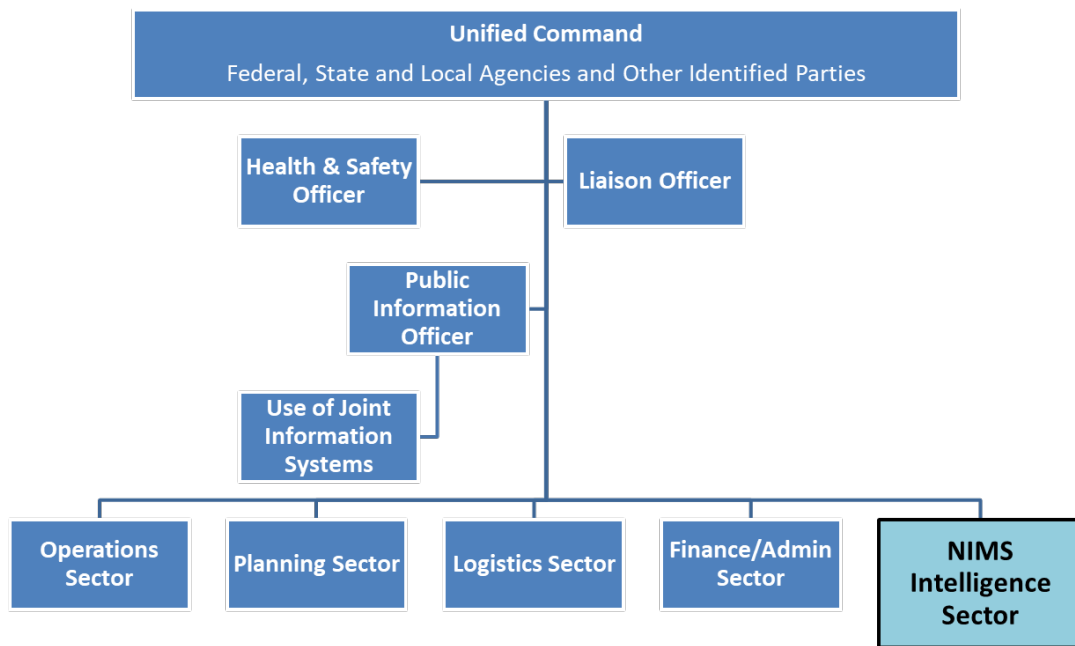 Unified Command
Federal, State and Local Agencies and Other Identified Parties
Health & Safety
Officer
Liaison Officer
Public
Information
Officer
Use of Joint
Information
Systems
Operations
Sector
Planning Sector
Logistics Sector
Finance/Admin
Sector
NIMS
Intelligence
Sector